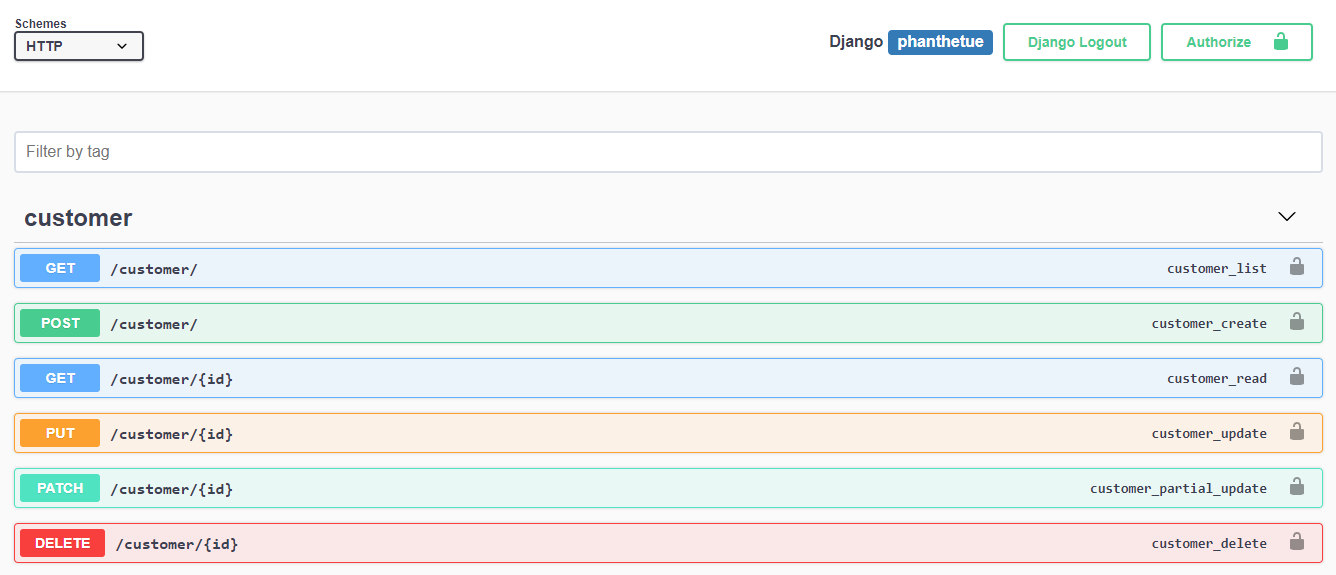 Schemes
HTTP
Django phanthetue Django Logout Authorize
Filter by tag
customer
GET /customer/ customer_list
POST /customer/ customer_create
GET /customer/{id} customer_read
PUT /customer/{id} customer_update
PATCH /customer/{id} customer_partial_update
DELETE /customer/{id} customer_delete